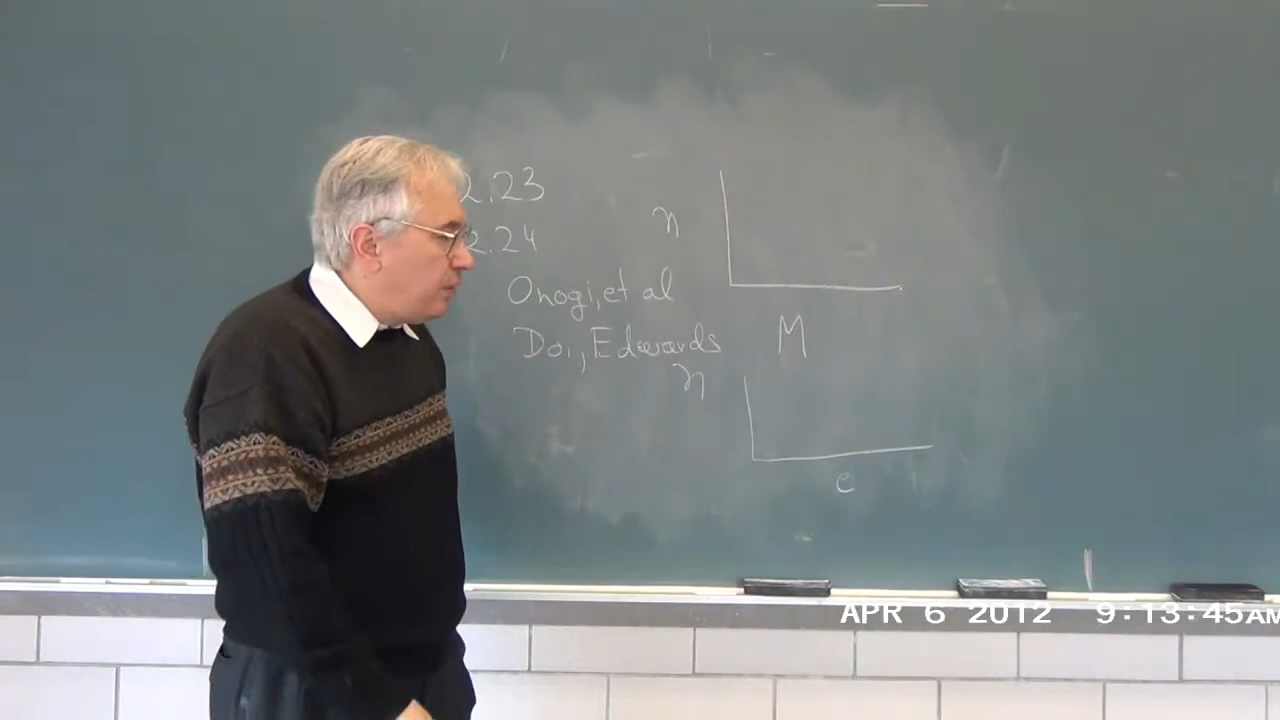 2.23
2.24
η
Onogi, et al
Doi, Edwards
M
η
c
APR 6 2012 9:13:45AM